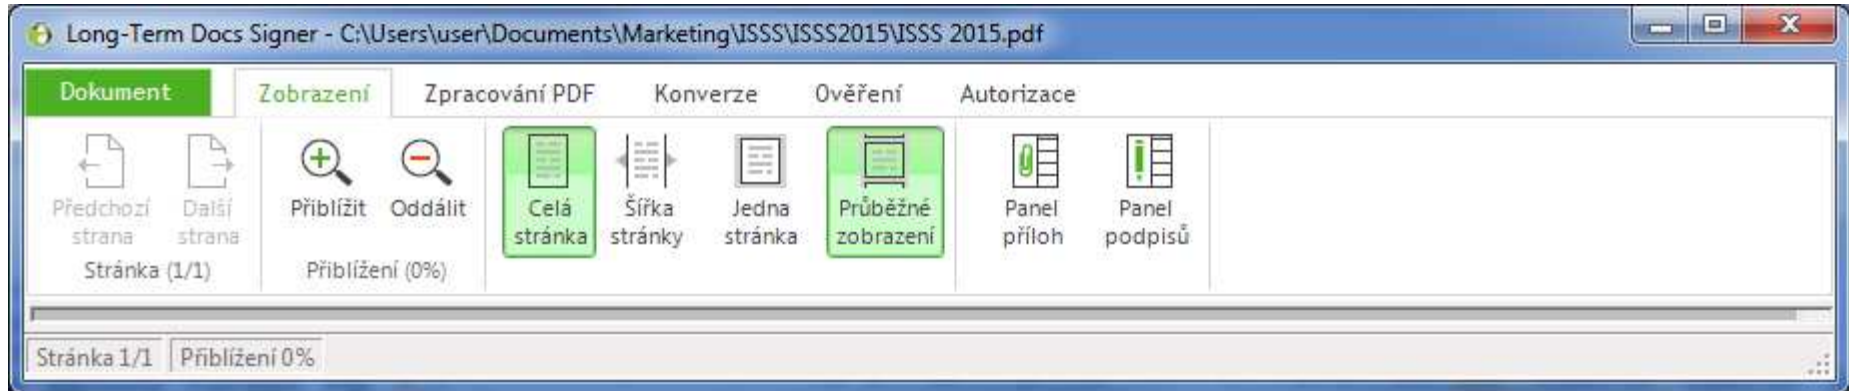 Long-Term Docs Signer - C:\Users\user\Documents\Marketing\ISSS\ISSS2015\ISSS 2015.pdf
Dokument Zobrazení Zpracování PDF Konverze Ověření Autorizace
Předchozí strana
Další strana
Stránka (1/1)
Přiblížit
Oddálit
Přiblížení (0%)
Celá stránka
Šířka stránky
Jedna stránka
Průběžné zobrazení
Panel příloh
Panel podpisů
Stránka 1/1 Přiblížení 0%